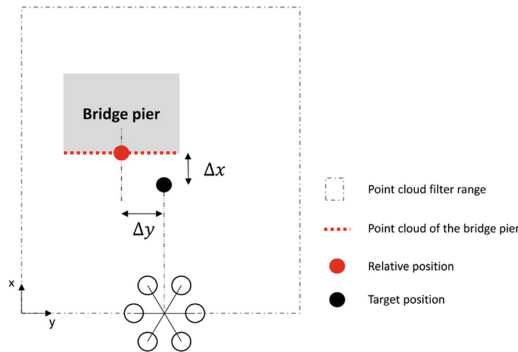 Bridge pier
Δx
Δy
x
y
Point cloud filter range
Point cloud of the bridge pier
Relative position
Target position